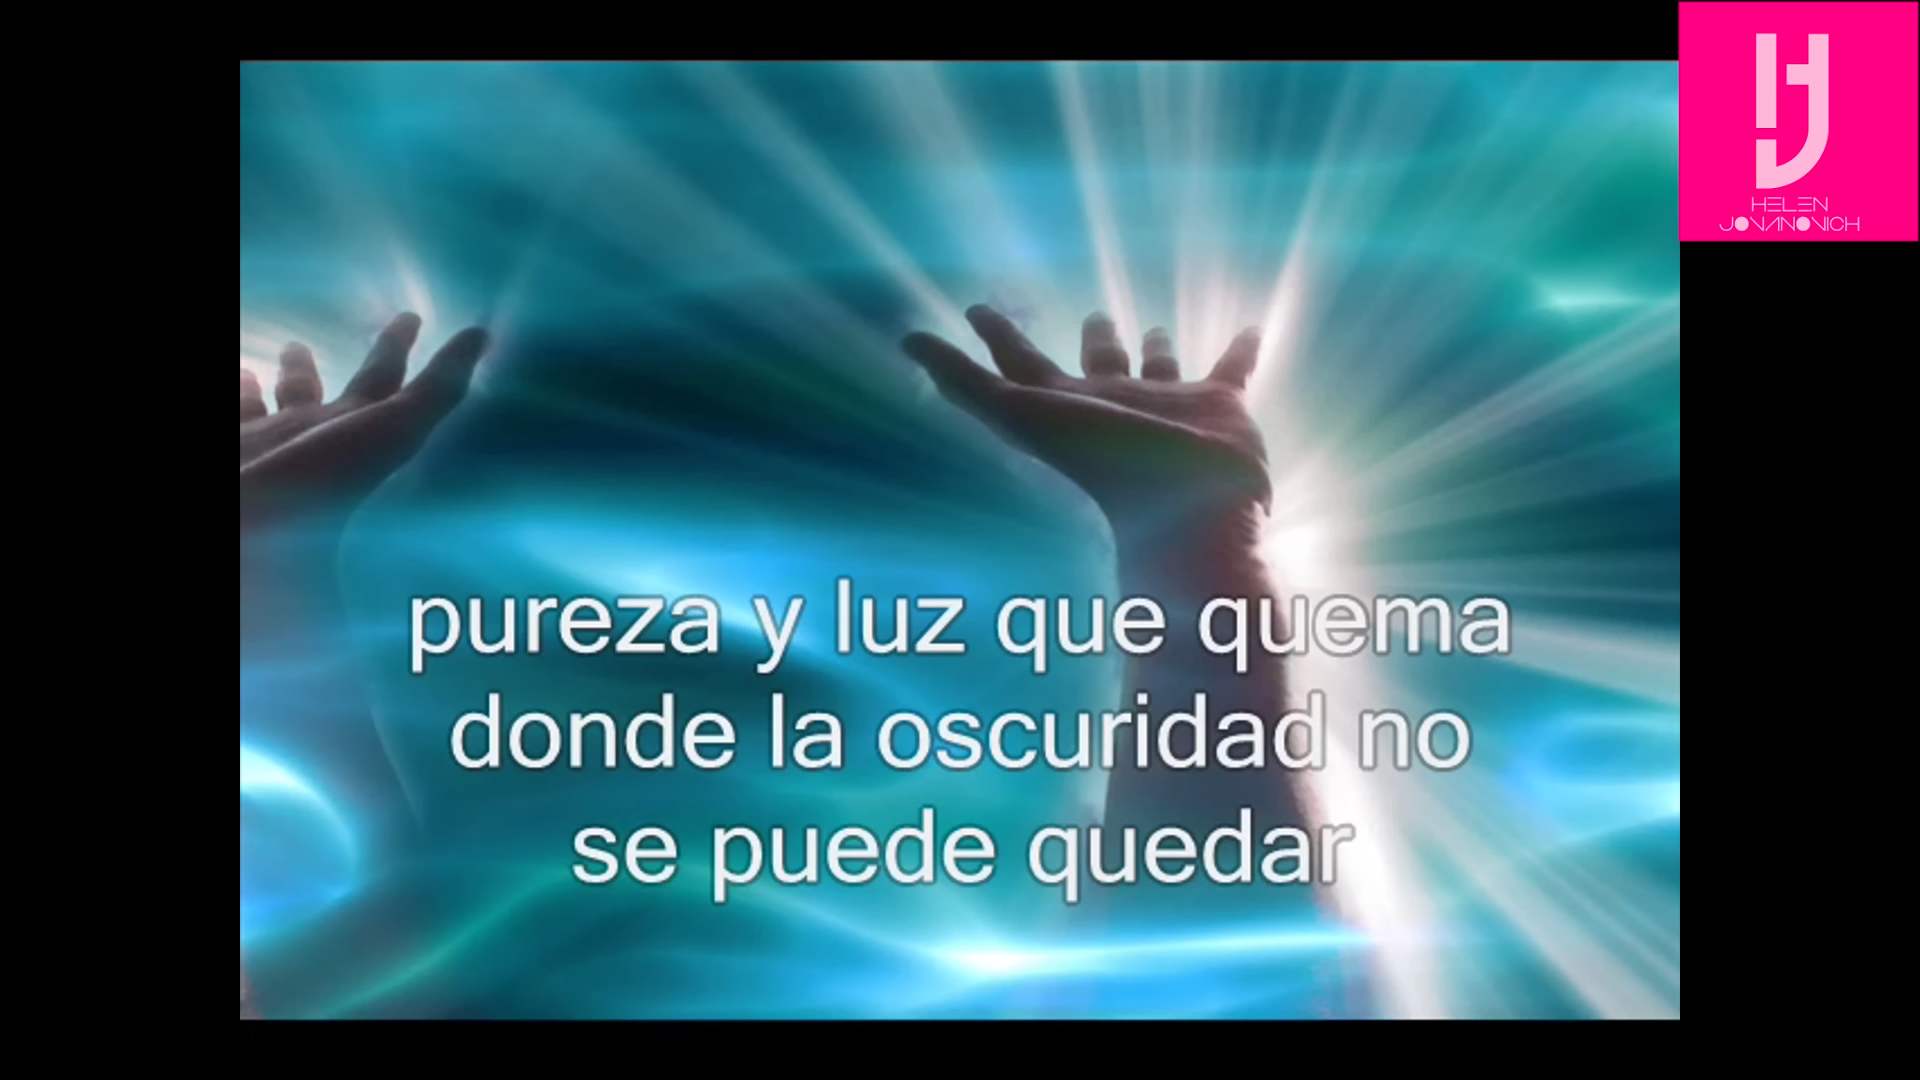 HELEN
JOVANOVICH
pureza y luz que quema
donde la oscuridad no
se puede quedar